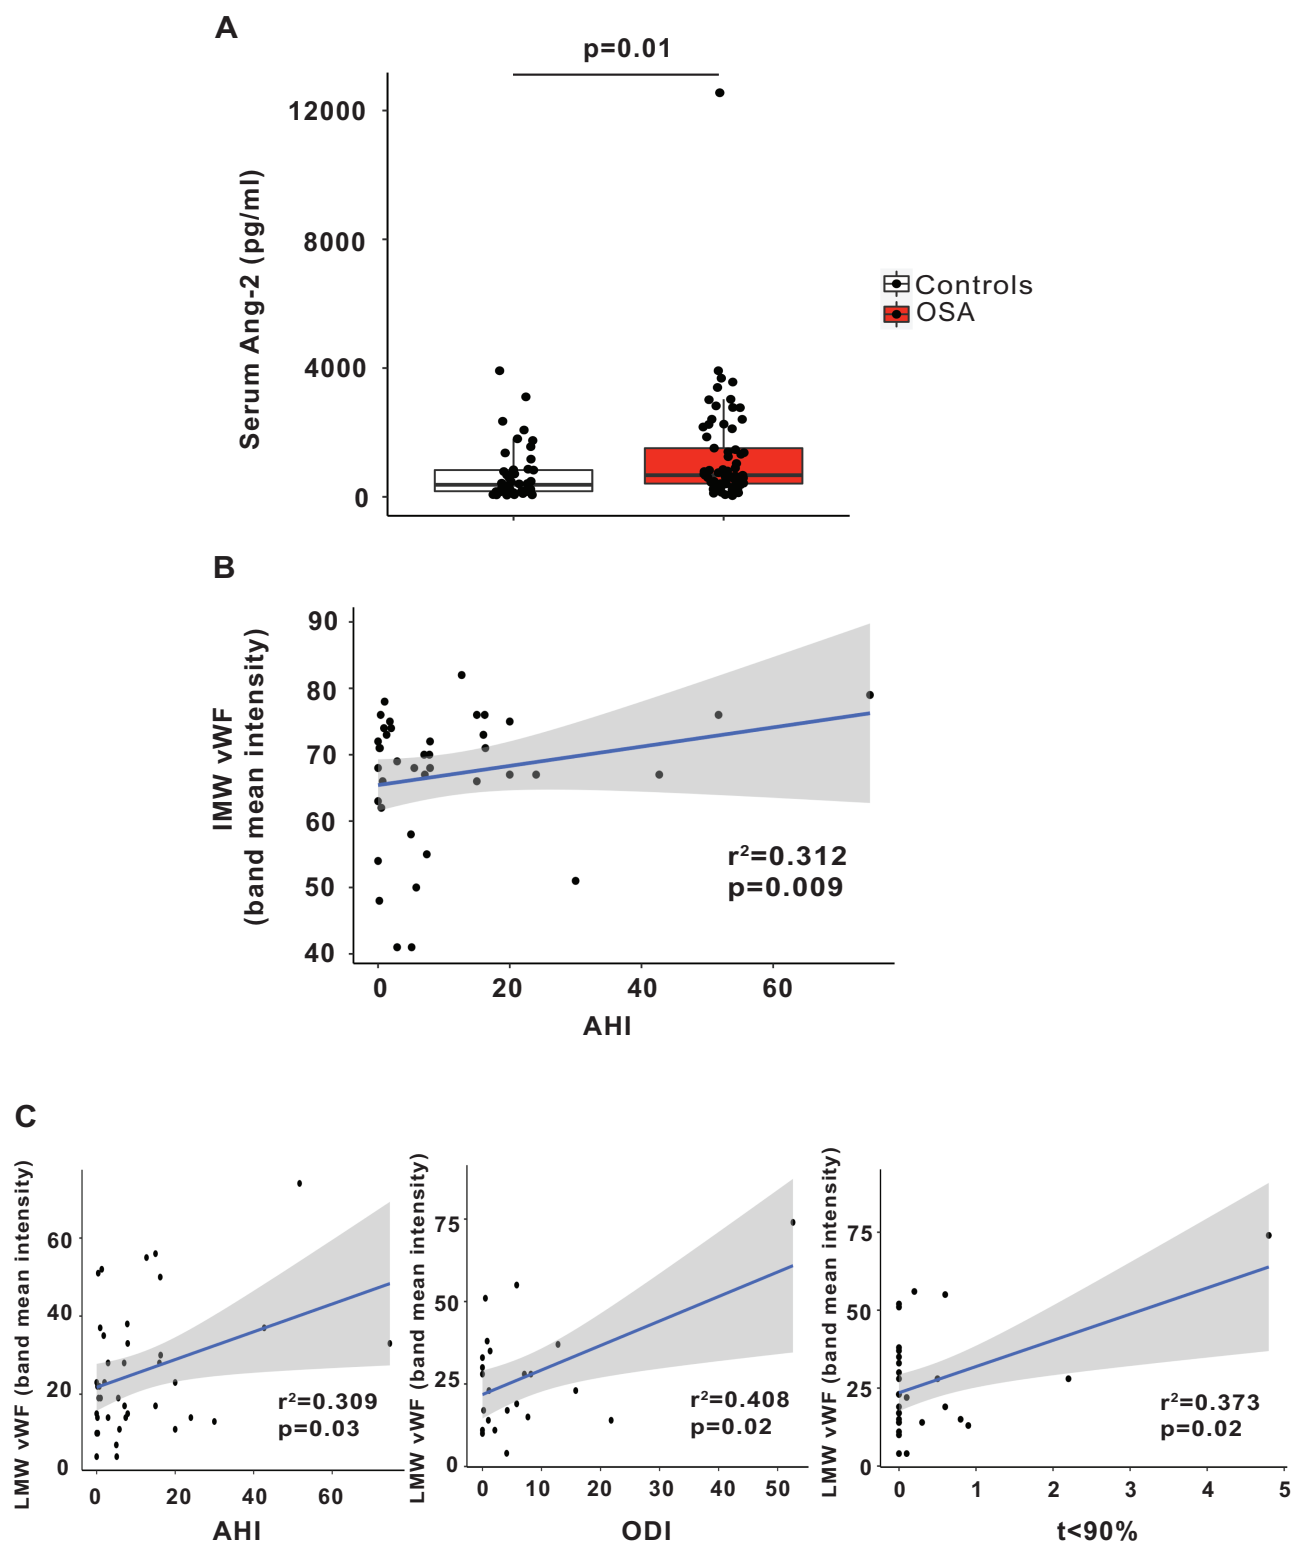 A
p=0.01
12000
8000
4000
0
Serum Ang-2 (pg/ml)
Controls
OSA
B
90
80
70
60
50
40
IMW vWF
(band mean intensity)
r²=0.312
p=0.009
0 20 40 60
AHI
C
LMW vWF (band mean intensity)
60
40
20
0
r²=0.309
p=0.03
0 20 40 60
AHI
LMW vWF (band mean intensity)
75
50
25
0
r²=0.408
p=0.02
0 10 20 30 40 50
ODI
LMW vWF (band mean intensity)
75
50
25
0
r²=0.373
p=0.02
0 1 2 3 4 5
t<90%